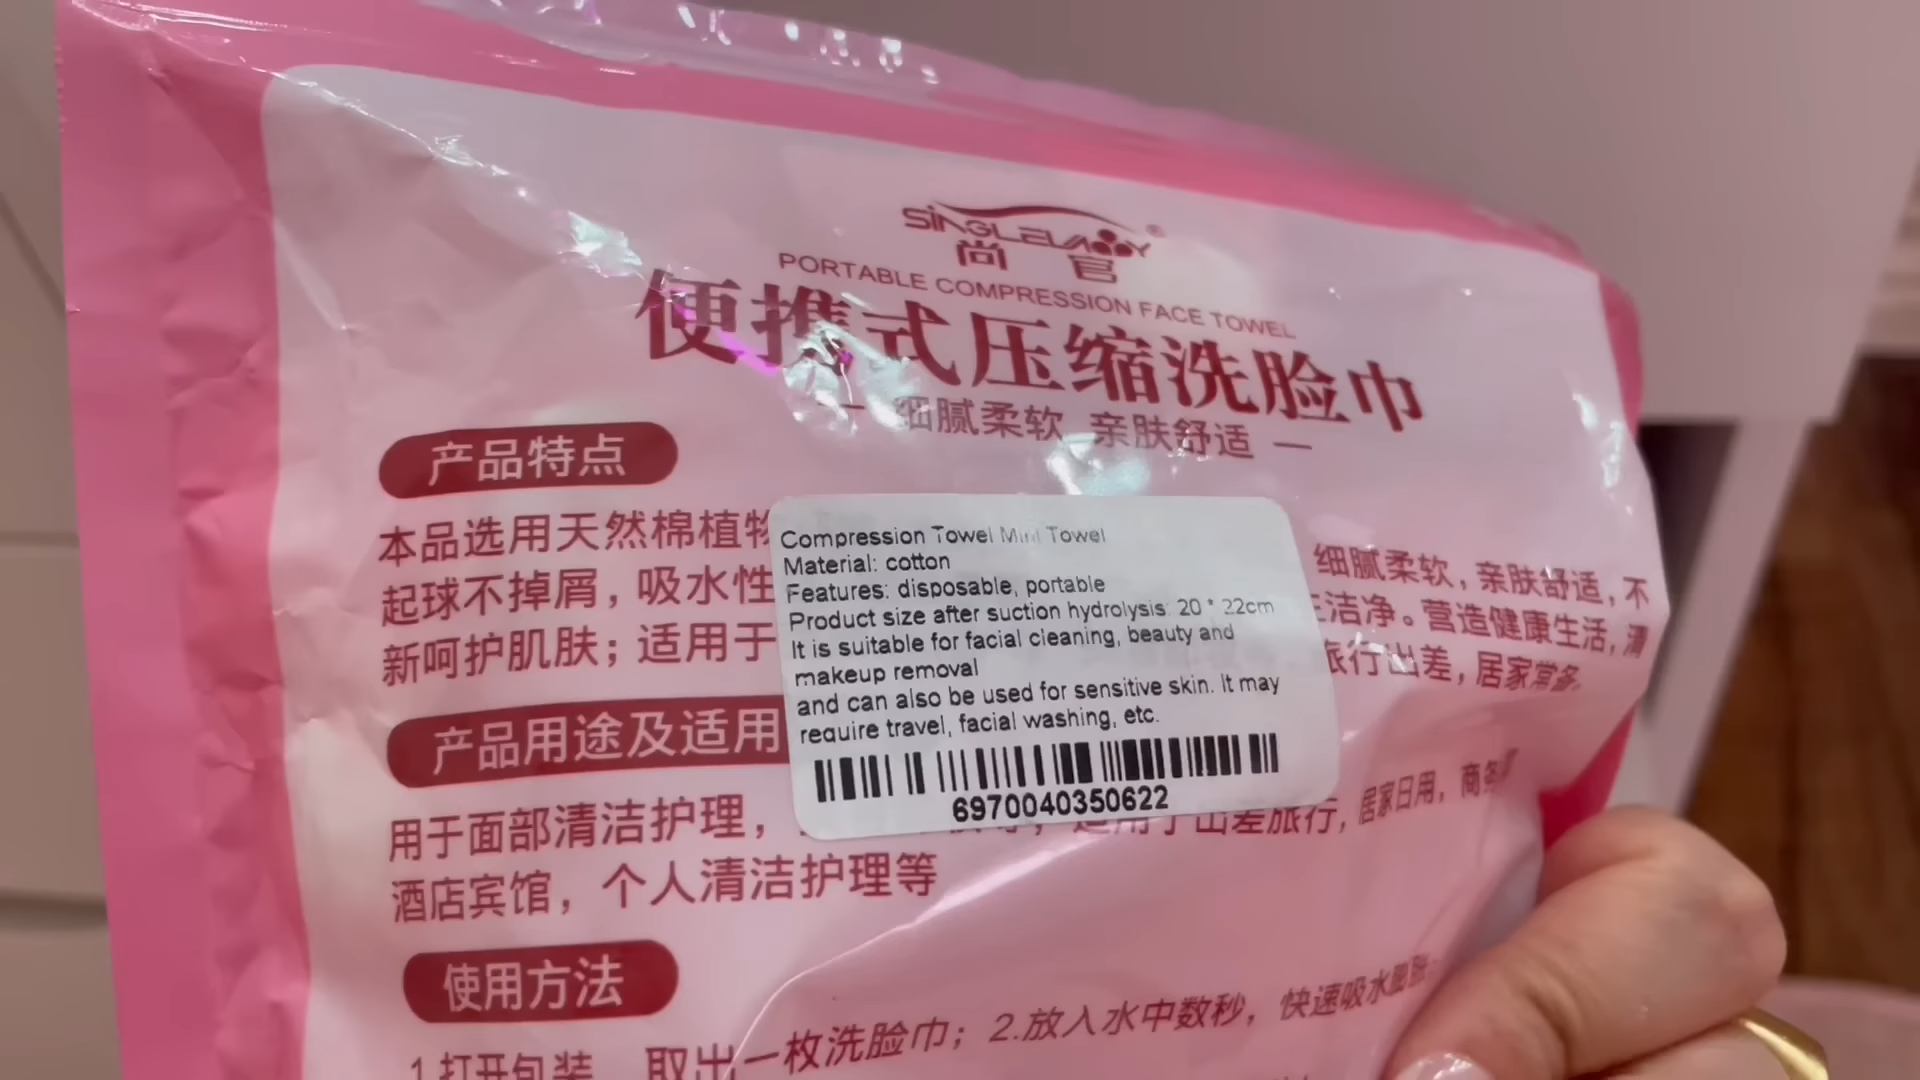 SINGLELADY
尚官
PORTABLE COMPRESSION FACE TOWEL
便携式压缩洗脸巾
— 细腻柔软 亲肤舒适 —
产品特点
本品选用天然棉植物
细腻柔软，亲肤舒适，不
起球不掉屑，吸水性
洁净。营造健康生活，清
新呵护肌肤；适用于
旅行出差，居家常备。
Compression Towel Mini Towel
Material: cotton
Features: disposable, portable
Product size after suction hydrolysis: 20 * 22cm
It is suitable for facial cleaning, beauty and
makeup removal
and can also be used for sensitive skin. It may
require travel, facial washing, etc.
6970040350622
产品用途及适用
用于面部清洁护理，
适用于出差旅行，居家日用，商务
酒店宾馆，个人清洁护理等
使用方法
1.打开包装，取出一枚洗脸巾；2.放入水中数秒，快速吸水膨胀